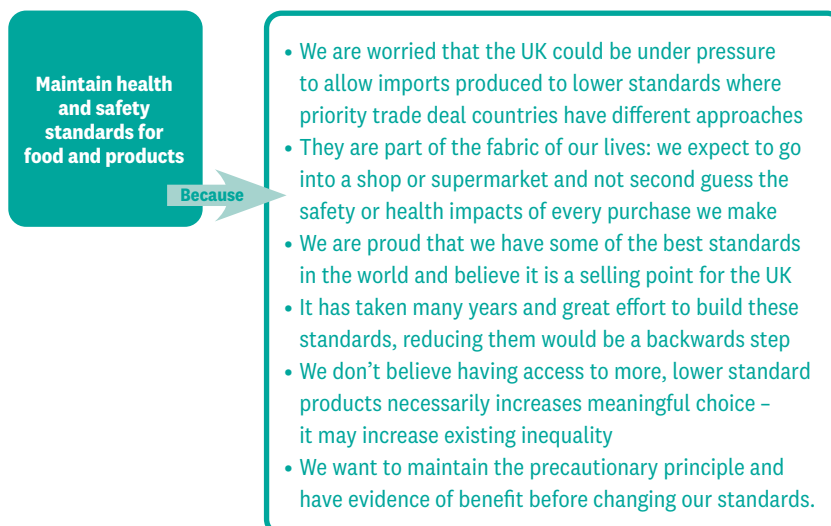 Maintain health
and safety
standards for
food and products
Because
• We are worried that the UK could be under pressure
to allow imports produced to lower standards where
priority trade deal countries have different approaches
• They are part of the fabric of our lives: we expect to go
into a shop or supermarket and not second guess the
safety or health impacts of every purchase we make
• We are proud that we have some of the best standards
in the world and believe it is a selling point for the UK
• It has taken many years and great effort to build these
standards, reducing them would be a backwards step
• We don’t believe having access to more, lower standard
products necessarily increases meaningful choice –
it may increase existing inequality
• We want to maintain the precautionary principle and
have evidence of benefit before changing our standards.